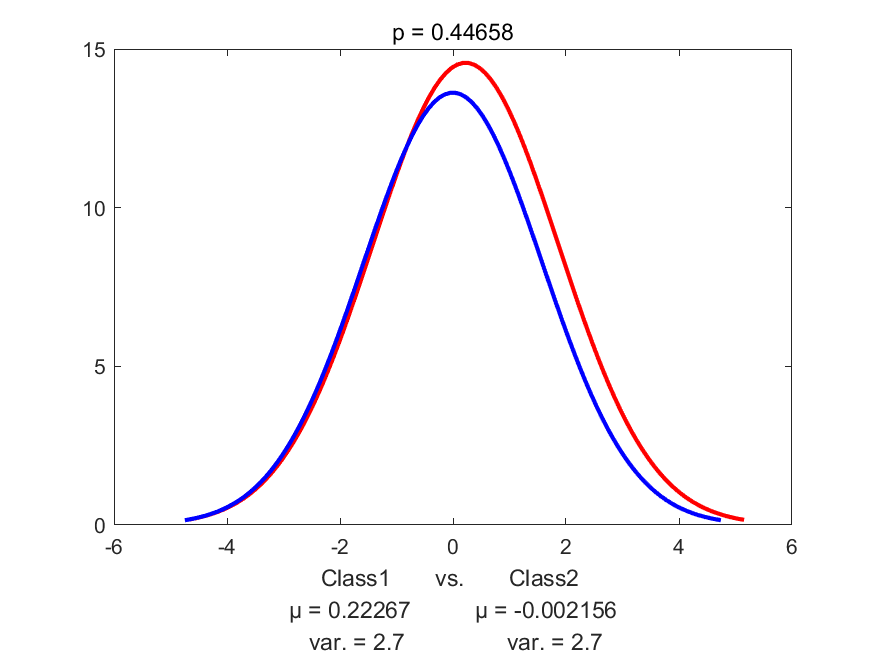 p = 0.44658
15
10
5
0
-6 -4 -2 0 2 4 6
Class1 vs. Class2
μ = 0.22267 μ = -0.002156
var. = 2.7 var. = 2.7